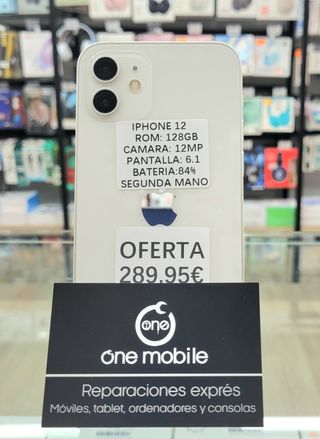 IPHONE 12
ROM: 128GB
CAMARA: 12MP
PANTALLA: 6.1
BATERIA:84%
SEGUNDA MANO
OFERTA
289,95€
one
óne mobile
Reparaciones exprés
Móviles, tablet, ordenadores y consolas